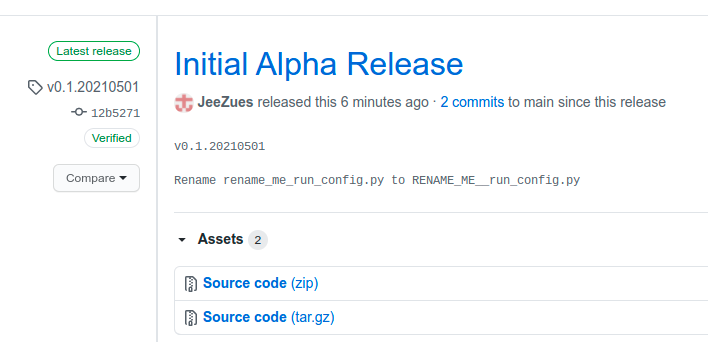 Latest release
v0.1.20210501
12b5271
Verified
Compare
Initial Alpha Release
JeeZues released this 6 minutes ago · 2 commits to main since this release
v0.1.20210501
Rename rename_me_run_config.py to RENAME_ME__run_config.py
Assets 2
Source code (zip)
Source code (tar.gz)